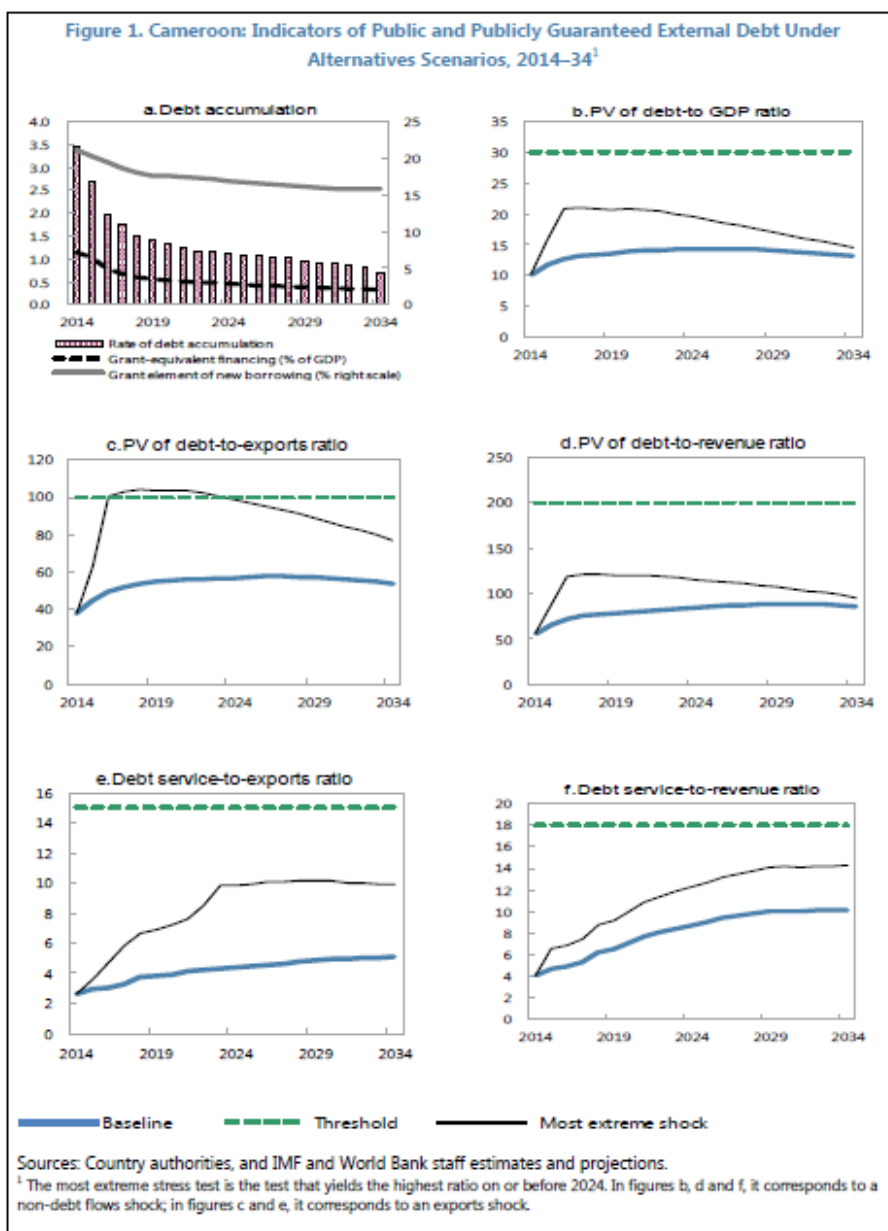 Figure 1. Cameroon: Indicators of Public and Publicly Guaranteed External Debt Under
Alternatives Scenarios, 2014–34¹
a.Debt accumulation
4.0
3.5
3.0
2.5
2.0
1.5
1.0
0.5
0.0
25
20
15
10
5
0
2014 2019 2024 2029 2034
Rate of debt accumulation
Grant-equivalent financing (% of GDP)
Grant element of new borrowing (% right scale)
b.PV of debt-to GDP ratio
35
30
25
20
15
10
5
0
2014 2019 2024 2029 2034
c.PV of debt-to-exports ratio
120
100
80
60
40
20
0
2014 2019 2024 2029 2034
d.PV of debt-to-revenue ratio
250
200
150
100
50
0
2014 2019 2024 2029 2034
e.Debt service-to-exports ratio
16
14
12
10
8
6
4
2
0
2014 2019 2024 2029 2034
f.Debt service-to-revenue ratio
20
18
16
14
12
10
8
6
4
2
0
2014 2019 2024 2029 2034
Baseline Threshold Most extreme shock
Sources: Country authorities, and IMF and World Bank staff estimates and projections.
¹ The most extreme stress test is the test that yields the highest ratio on or before 2024. In figures b, d and f, it corresponds to a
non-debt flows shock; in figures c and e, it corresponds to an exports shock.